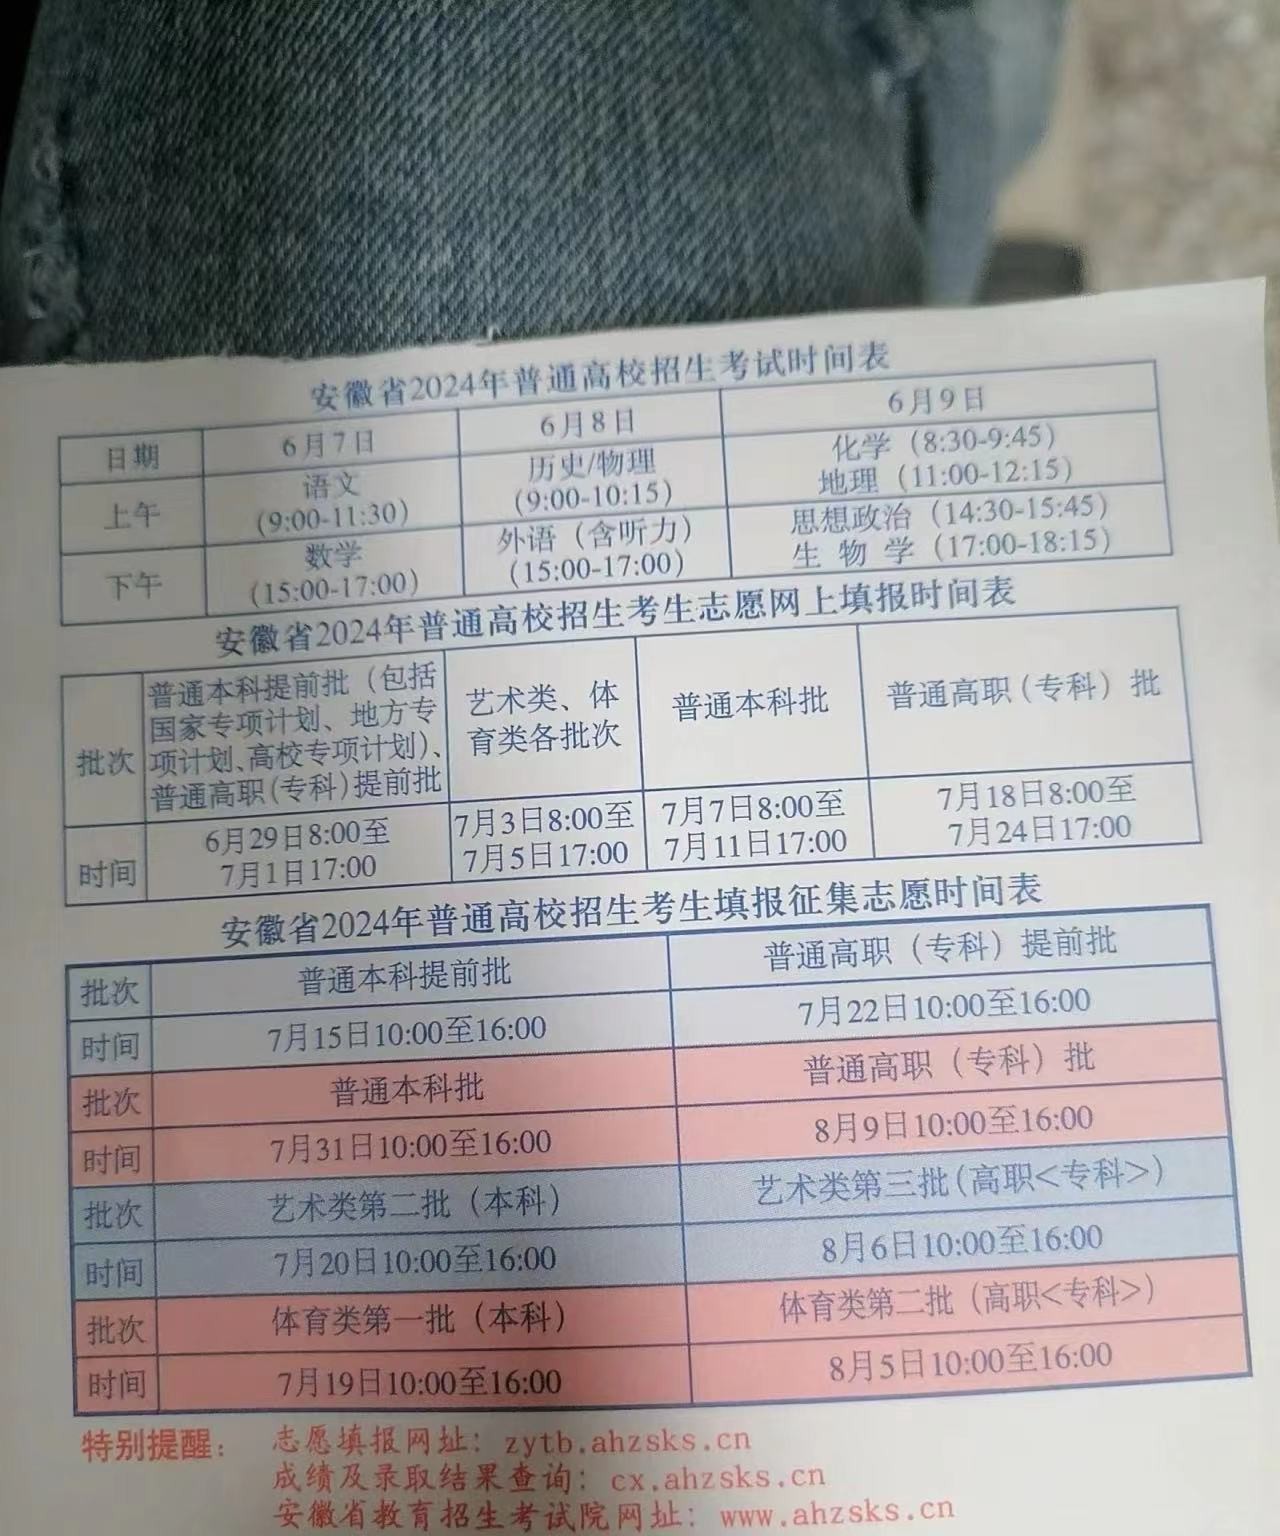 安徽省2024年普通高校招生考试时间表
日期 6月7日 6月8日 6月9日
上午 语文 (9:00-11:30) 历史/物理 (9:00-10:15) 化学（8:30-9:45） 地理（11:00-12:15）
下午 数学 (15:00-17:00) 外语（含听力） (15:00-17:00) 思想政治（14:30-15:45） 生物学（17:00-18:15）
安徽省2024年普通高校招生考生志愿网上填报时间表
批次 普通本科提前批（包括国家专项计划、地方专项计划、高校专项计划）、普通高职(专科)提前批 艺术类、体育类各批次 普通本科批 普通高职(专科）批
时间 6月29日8:00至7月1日17:00 7月3日8:00至7月5日17:00 7月7日8:00至7月11日17:00 7月18日8:00至7月24日17:00
安徽省2024年普通高校招生考生填报征集志愿时间表
批次 普通本科提前批 普通高职（专科）提前批
时间 7月15日10:00至16:00 7月22日10:00至16:00
批次 普通本科批 普通高职（专科）批
时间 7月31日10:00至16:00 8月9日10:00至16:00
批次 艺术类第二批（本科） 艺术类第三批(高职<专科>)
时间 7月20日10:00至16:00 8月6日10:00至16:00
批次 体育类第一批（本科） 体育类第二批（高职<专科>）
时间 7月19日10:00至16:00 8月5日10:00至16:00
特别提醒： 志愿填报网址：zytb.ahzsks.cn
成绩及录取结果查询：cx.ahzsks.cn
安徽省教育招生考试院网址：www.ahzsks.cn